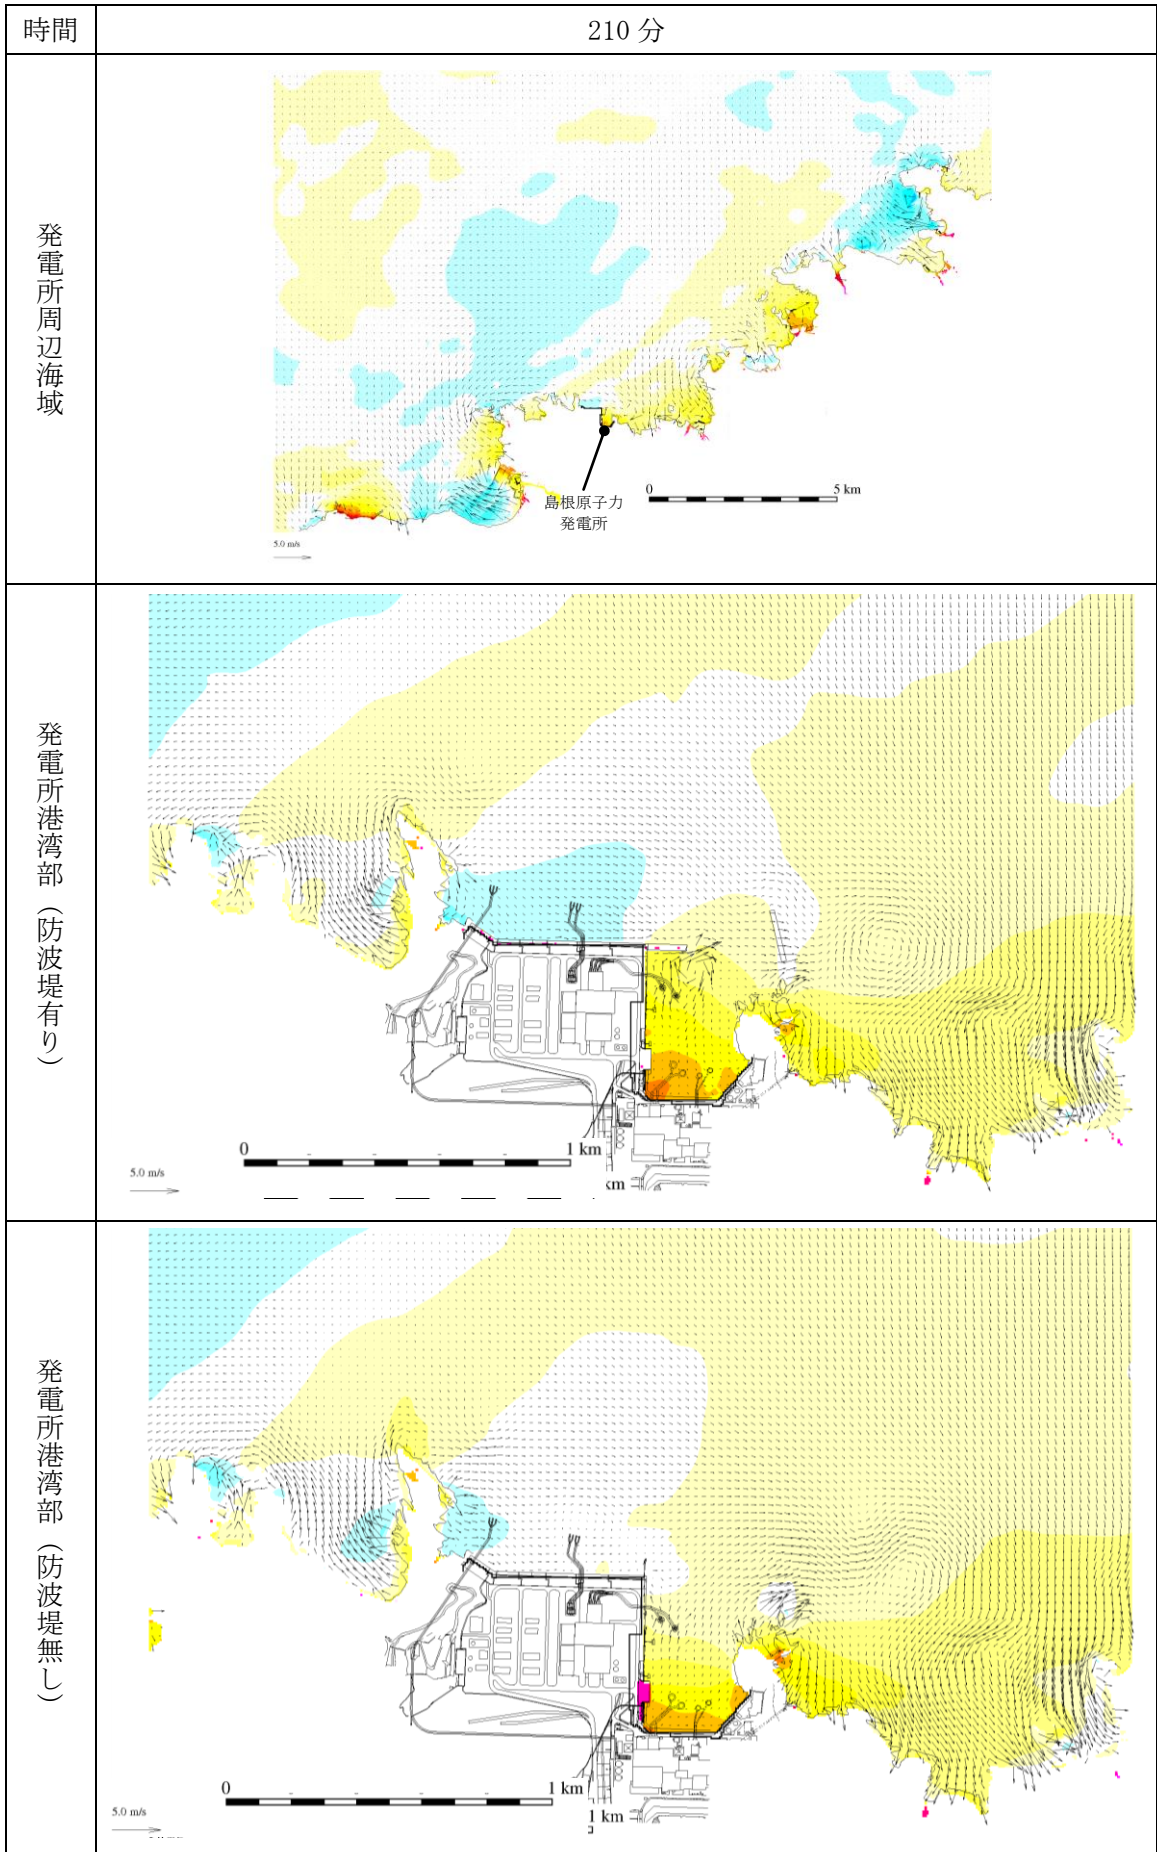 時間
210 分
発電所周辺海域
島根原子力
発電所
0 5 km
5.0 m/s
発電所港湾部（防波堤有り）
0 1 km
5.0 m/s
km
発電所港湾部（防波堤無し）
0 1 km
5.0 m/s
1 km